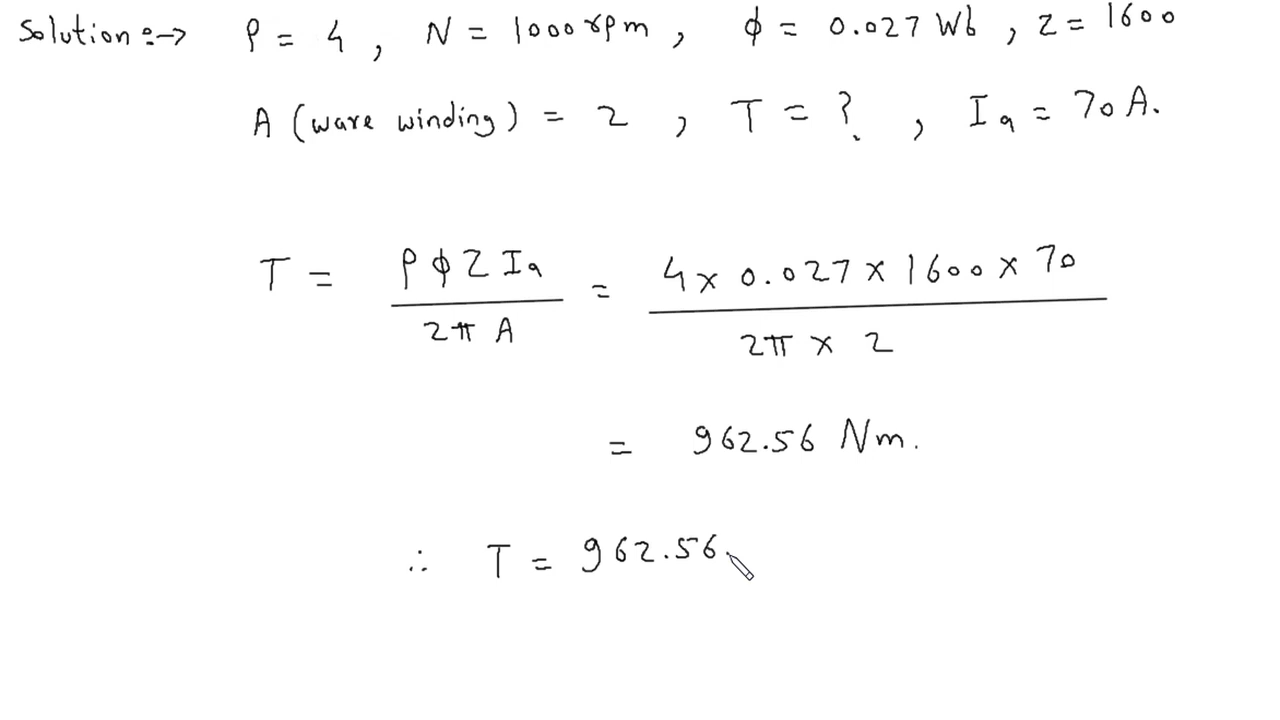 Solution:→ P = 4 , N = 1000 rpm , ϕ = 0.027 Wb , Z = 1600
A (wave winding) = 2 , T = ? , Ia = 70 A.
T = PϕZIa / 2π A = 4 × 0.027 × 1600 × 70 / 2π × 2
= 962.56 Nm.
∴ T = 962.56